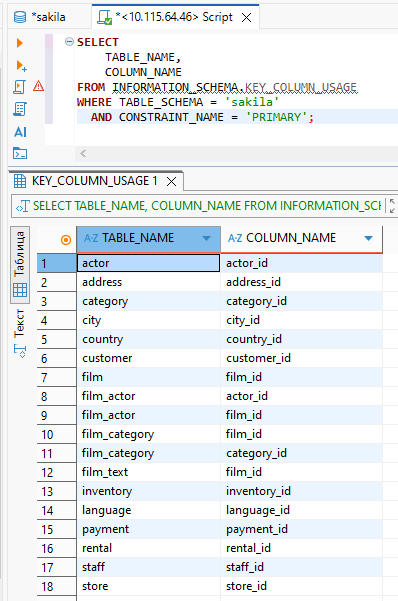 *sakila
*<10.115.64.46> Script
SELECT
TABLE_NAME,
COLUMN_NAME
FROM INFORMATION_SCHEMA.KEY_COLUMN_USAGE
WHERE TABLE_SCHEMA = 'sakila'
AND CONSTRAINT_NAME = 'PRIMARY';
AI
KEY_COLUMN_USAGE 1
SELECT TABLE_NAME, COLUMN_NAME FROM INFORMATION_SCHE
Таблица
Текст
A-Z TABLE_NAME A-Z COLUMN_NAME
1 actor actor_id
2 address address_id
3 category category_id
4 city city_id
5 country country_id
6 customer customer_id
7 film film_id
8 film_actor actor_id
9 film_actor film_id
10 film_category film_id
11 film_category category_id
12 film_text film_id
13 inventory inventory_id
14 language language_id
15 payment payment_id
16 rental rental_id
17 staff staff_id
18 store store_id